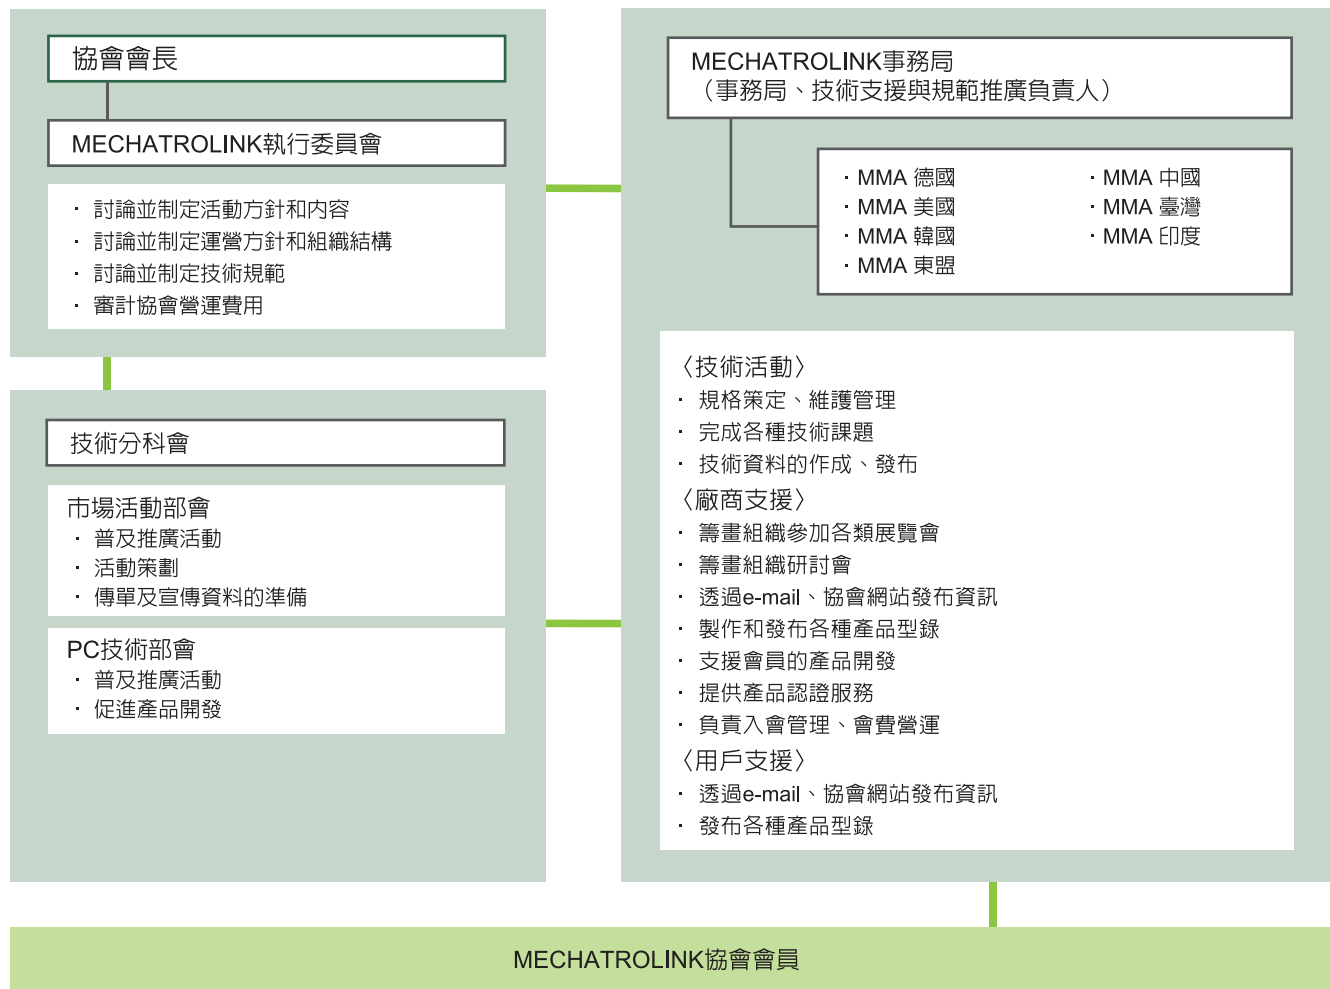 協會會長
MECHATROLINK執行委員會
· 討論並制定活動方針和內容
· 討論並制定運營方針和組織結構
· 討論並制定技術規範
· 審計協會營運費用
技術分科會
市場活動部會
· 普及推廣活動
· 活動策劃
· 傳單及宣傳資料的準備
PC技術部會
· 普及推廣活動
· 促進產品開發
MECHATROLINK事務局
（事務局、技術支援與規範推廣負責人）
· MMA 德國
· MMA 美國
· MMA 韓國
· MMA 東盟
· MMA 中國
· MMA 臺灣
· MMA 印度
〈技術活動〉
· 規格策定、維護管理
· 完成各種技術課題
· 技術資料的作成、發布
〈廠商支援〉
· 籌畫組織參加各類展覽會
· 籌畫組織研討會
· 透過e-mail、協會網站發布資訊
· 製作和發布各種產品型錄
· 支援會員的產品開發
· 提供產品認證服務
· 負責入會管理、會費營運
〈用戶支援〉
· 透過e-mail、協會網站發布資訊
· 發布各種產品型錄
MECHATROLINK協會會員